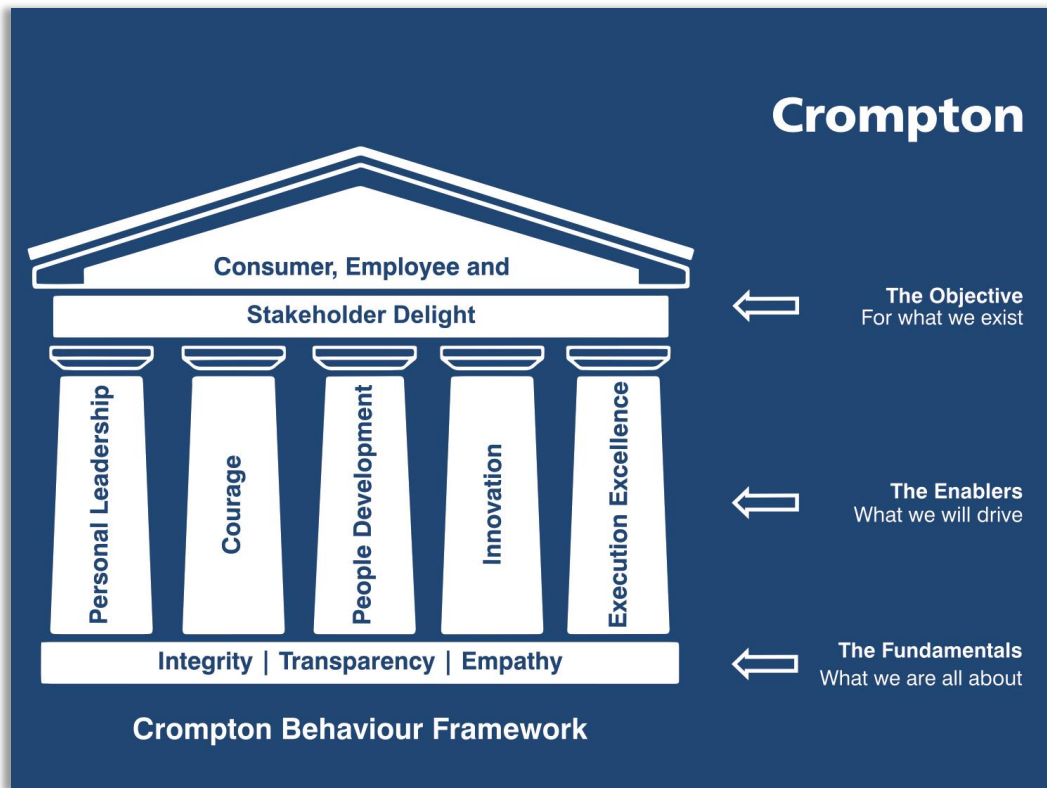 Crompton
Consumer, Employee and
Stakeholder Delight
The Objective
For what we exist
Personal Leadership
Courage
People Development
Innovation
Execution Excellence
The Enablers
What we will drive
Integrity | Transparency | Empathy
The Fundamentals
What we are all about
Crompton Behaviour Framework